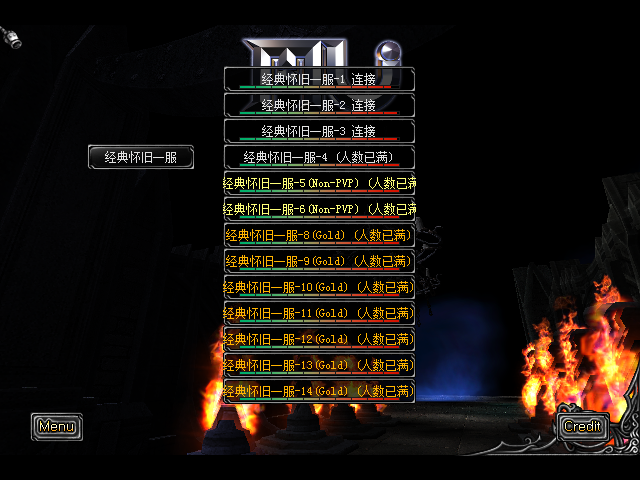 经典怀旧一服-1 连接
经典怀旧一服-2 连接
经典怀旧一服-3 连接
经典怀旧一服
经典怀旧一服-4 (人数已满)
经典怀旧一服-5(Non-PVP) (人数已满
经典怀旧一服-6(Non-PVP) (人数已满
经典怀旧一服-8(Gold) (人数已满)
经典怀旧一服-9(Gold) (人数已满)
经典怀旧一服-10(Gold) (人数已满)
经典怀旧一服-11(Gold) (人数已满)
经典怀旧一服-12(Gold) (人数已满)
经典怀旧一服-13(Gold) (人数已满)
经典怀旧一服-14(Gold) (人数已满)
Menu
Credit